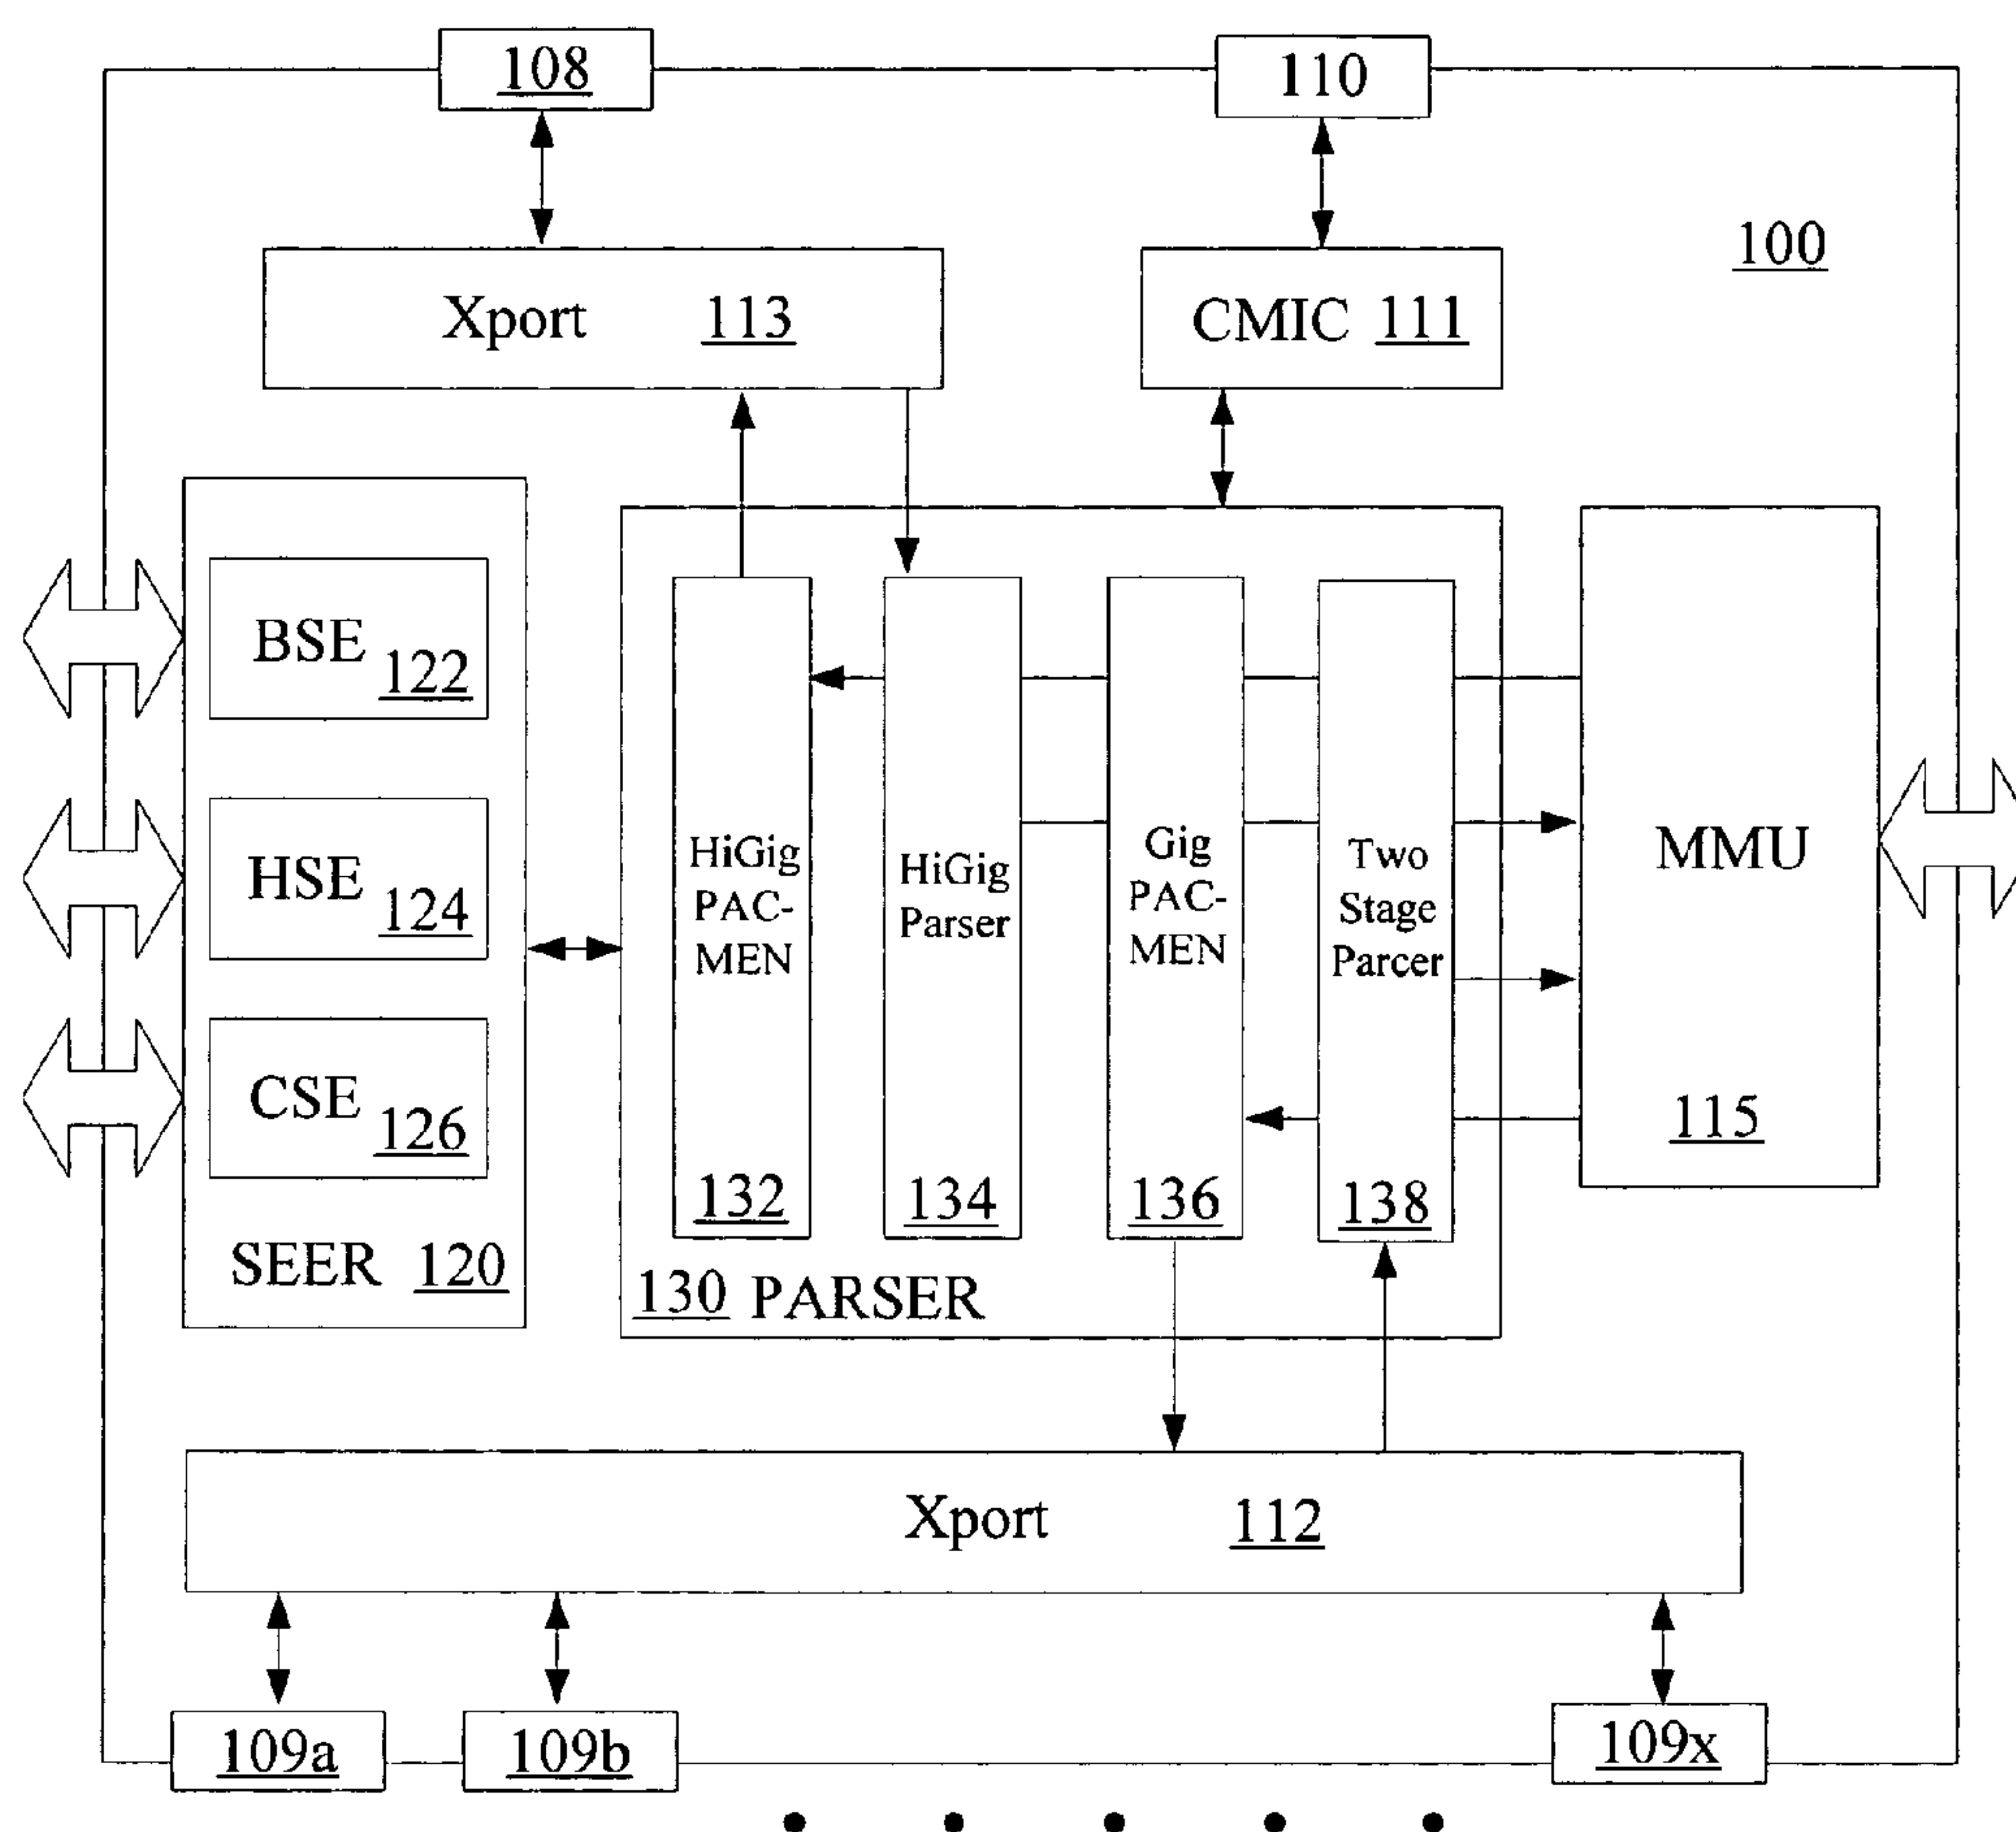 108
110
100
Xport 113
CMIC 111
BSE 122
HSE 124
CSE 126
SEER 120
HiGig
PAC-
MEN
132
HiGig
Parser
134
Gig
PAC-
MEN
136
Two
Stage
Parcer
138
130 PARSER
MMU
115
Xport 112
109a
109b
109x